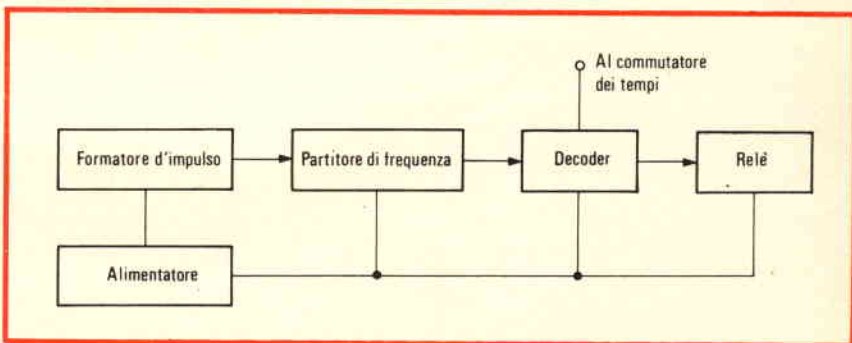 Al commutatore
dei tempi
Formatore d'impulso
Partitore di frequenza
Decoder
Relè
Alimentatore